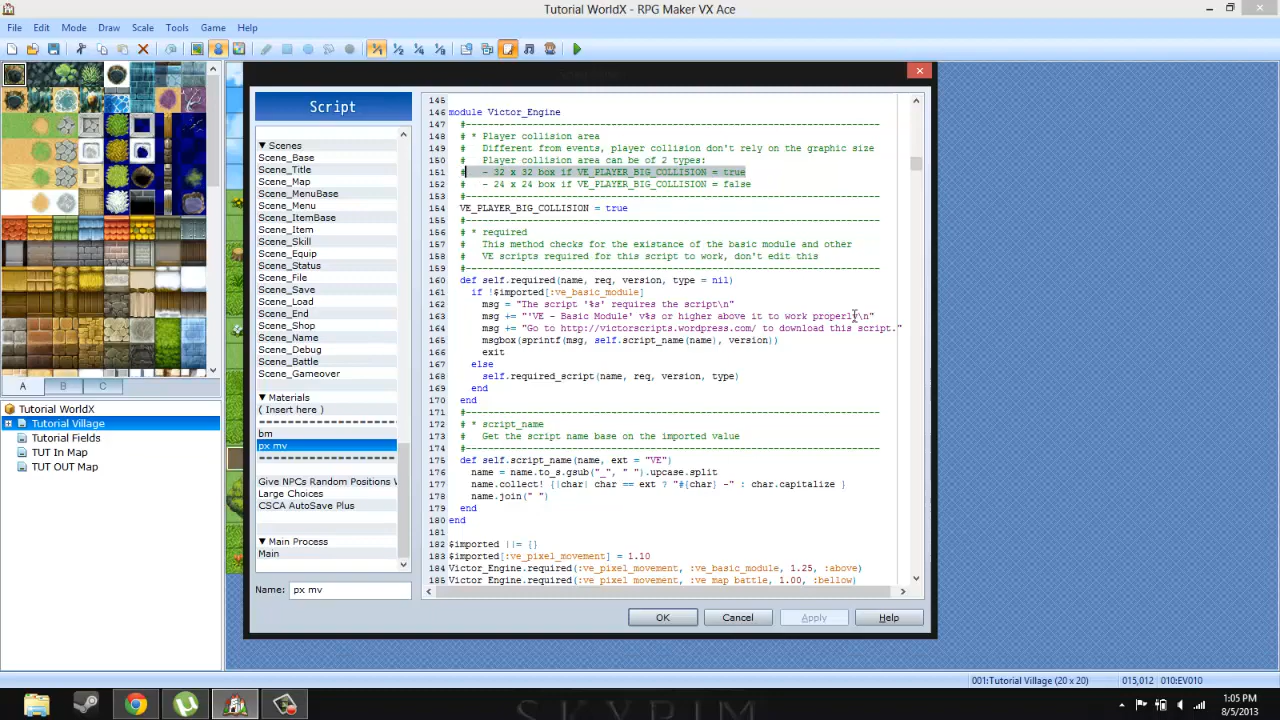 Tutorial WorldX - RPG Maker VX Ace
File Edit Mode Draw Scale Tools Game Help
Script
▼ Scenes
Scene_Base
Scene_Title
Scene_Map
Scene_MenuBase
Scene_Menu
Scene_ItemBase
Scene_Item
Scene_Skill
Scene_Equip
Scene_Status
Scene_File
Scene_Save
Scene_Load
Scene_End
Scene_Shop
Scene_Name
Scene_Debug
Scene_Battle
Scene_Gameover
▼ Materials
( Insert here )
bm
px mv
Give NPCs Random Positions
Large Choices
CSCA AutoSave Plus
▼ Main Process
Main
Name: px mv
145
146 module Victor_Engine
147 #------------------------------------------------------------------------------
148 # * Player collision area
149 #   Different from events, player collision don't rely on the graphic size
150 #   Player collision area can be of 2 types:
151 #   - 32 x 32 box if VE_PLAYER_BIG_COLLISION = true
152 #   - 24 x 24 box if VE_PLAYER_BIG_COLLISION = false
153 #------------------------------------------------------------------------------
154 VE_PLAYER_BIG_COLLISION = true
155 #------------------------------------------------------------------------------
156 # * required
157 #   This method checks for the existance of the basic module and other
158 #   VE scripts required for this script to work, don't edit this
159 #------------------------------------------------------------------------------
160 def self.required(name, req, version, type = nil)
161 if !$imported[:ve_basic_module]
162 msg = "The script '%s' requires the script\n"
163 msg += "'VE - Basic Module' v%s or higher above it to work properly\n"
164 msg += "Go to http://victorscripts.wordpress.com/ to download this script."
165 msgbox(sprintf(msg, self.script_name(name), version))
166 exit
167 else
168 self.required_script(name, req, version, type)
169 end
170 end
171 #------------------------------------------------------------------------------
172 # * script_name
173 #   Get the script name base on the imported value
174 #------------------------------------------------------------------------------
175 def self.script_name(name, ext = "VE")
176 name = name.to_s.gsub("_", " ").upcase.split
177 name.collect! {|char| char == ext ? "#{char} -" : char.capitalize }
178 name.join(" ")
179 end
180 end
181
182 $imported ||= {}
183 $imported[:ve_pixel_movement] = 1.10
184 Victor_Engine.required(:ve_pixel_movement, :ve_basic_module, 1.25, :above)
185 Victor_Engine.required(:ve_pixel_movement, :ve_map_battle, 1.00, :bellow)
OK Cancel Apply Help
A B C
Tutorial WorldX
Tutorial Village
Tutorial Fields
TUT In Map
TUT OUT Map
001:Tutorial Village (20 x 20) 015,012 010:EV010
SKYRIM
1:05 PM
8/5/2013